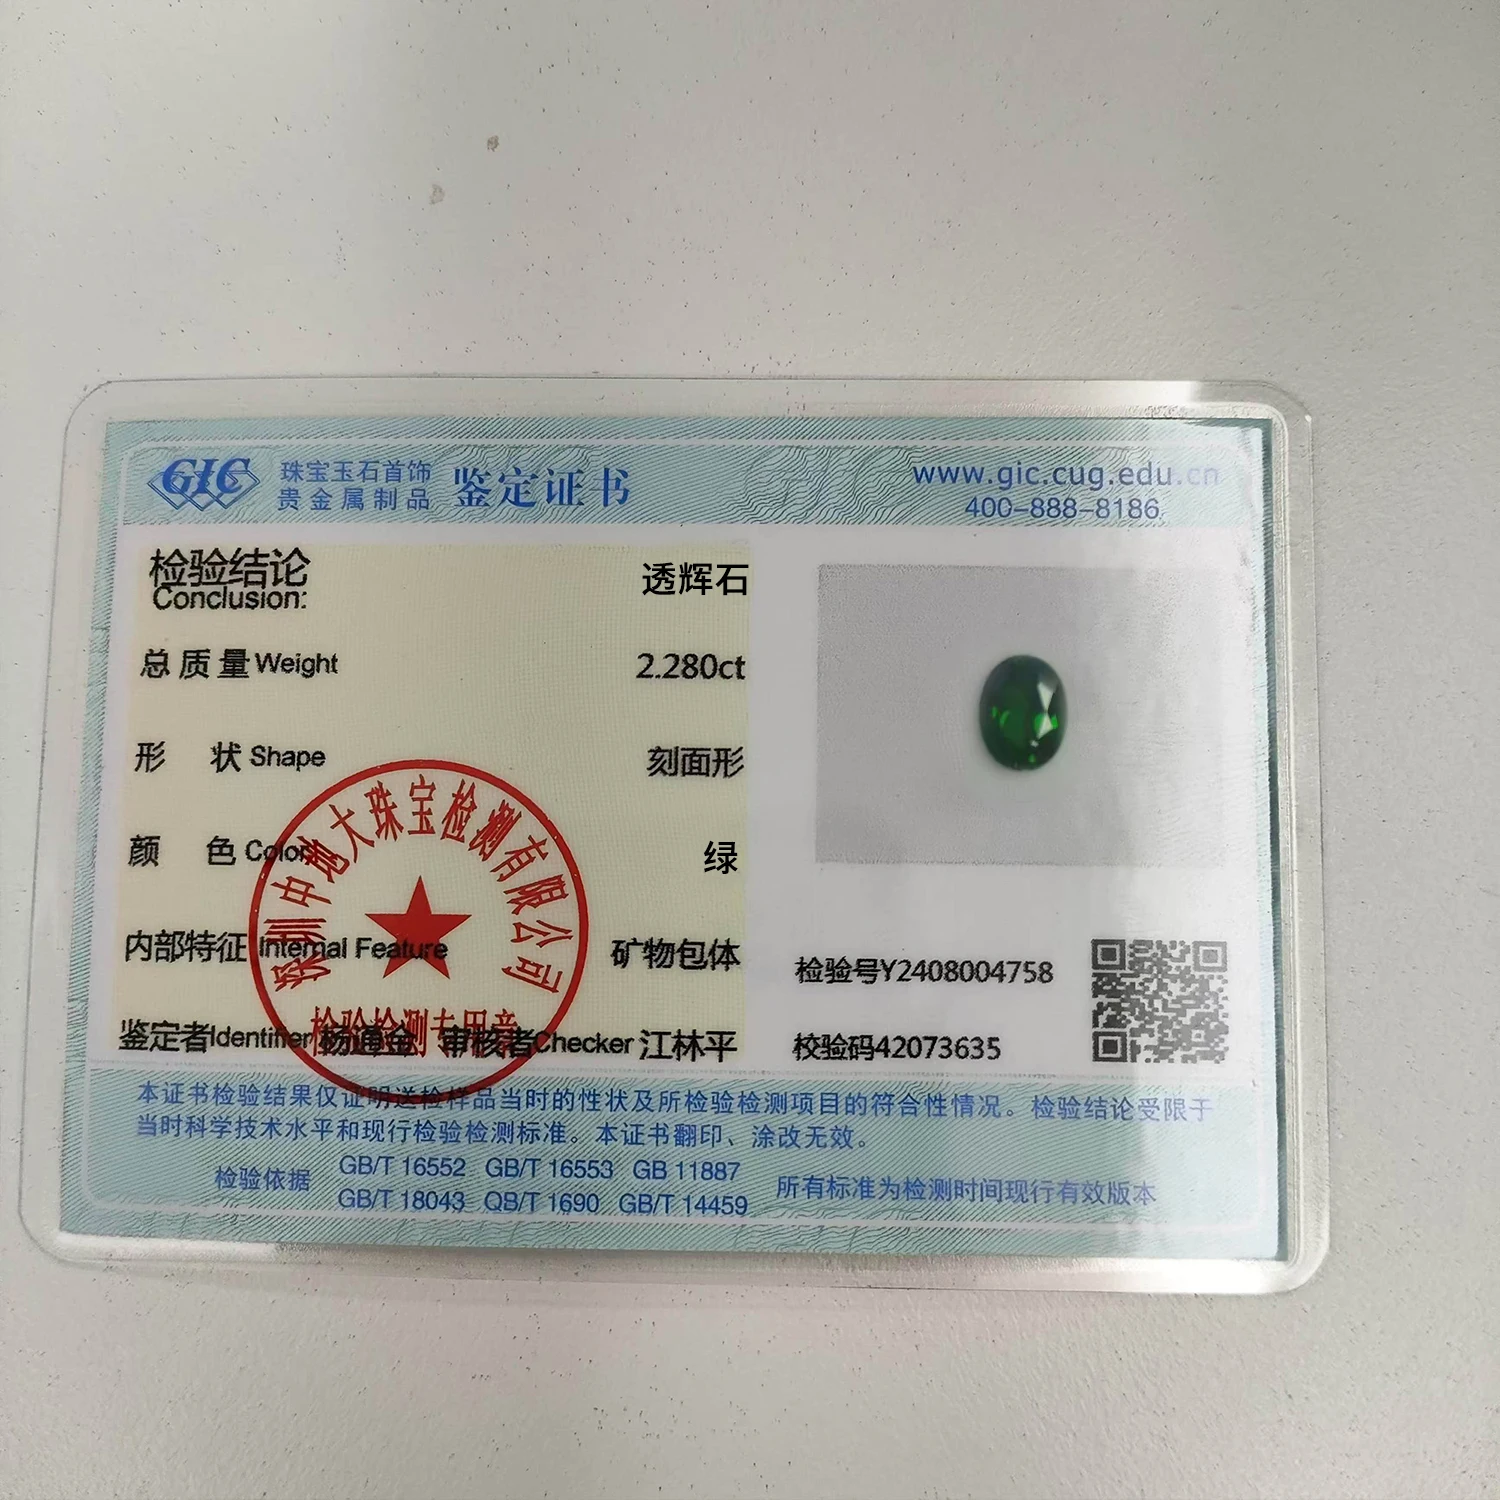 GIC 珠宝玉石首饰 贵金属制品 鉴定证书
www.gic.cug.edu.cn
400-888-8186
检验结论 透辉石
Conclusion:
总质量 Weight 2.280ct
形状 Shape 刻面形
颜色 Color 绿
内部特征 Internal Feature 矿物包体
鉴定者Identifier 杨通金 审核者Checker 江林平
深圳中地大珠宝检测有限公司
检验检测专用章
检验号Y2408004758
校验码42073635
本证书检验结果仅证明送检样品当时的性状及所检验检测项目的符合性情况。检验结论受限于
当时科学技术水平和现行检验检测标准。本证书翻印、涂改无效。
检验依据 GB/T 16552 GB/T 16553 GB 11887
GB/T 18043 QB/T 1690 GB/T 14459 所有标准为检测时间现行有效版本